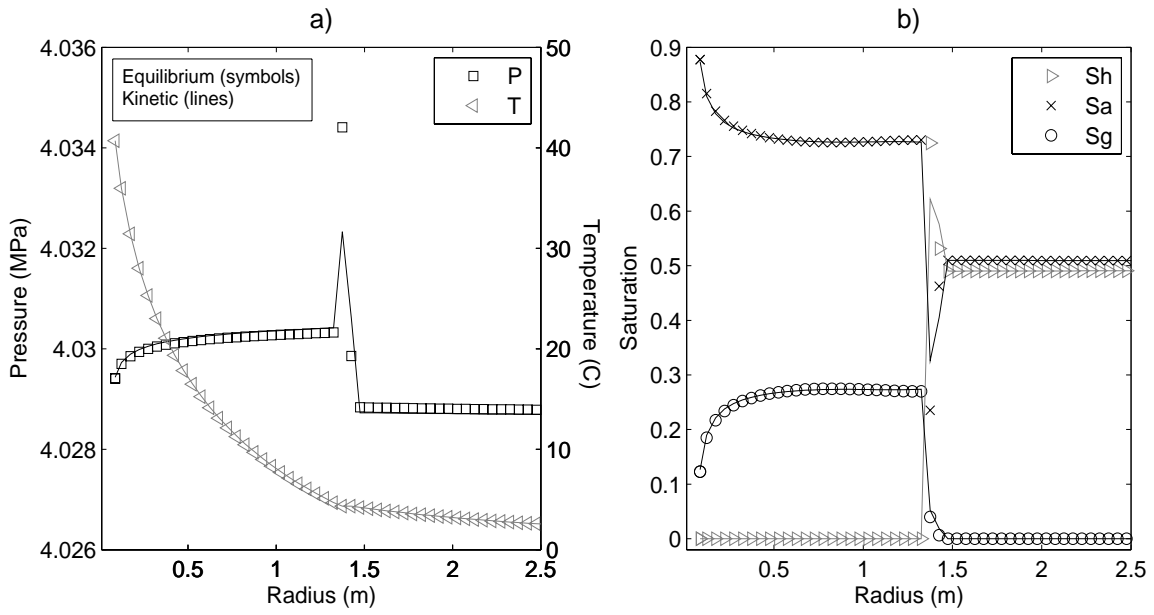 a)
4.036
4.034
4.032
4.03
4.028
4.026
Pressure (MPa)
Equilibrium (symbols)
Kinetic (lines)
P
T
50
40
30
20
10
0
Temperature (C)
0.5
1
1.5
2
2.5
Radius (m)
b)
0.9
0.8
0.7
0.6
0.5
0.4
0.3
0.2
0.1
0
Saturation
Sh
Sa
Sg
0.5
1
1.5
2
2.5
Radius (m)